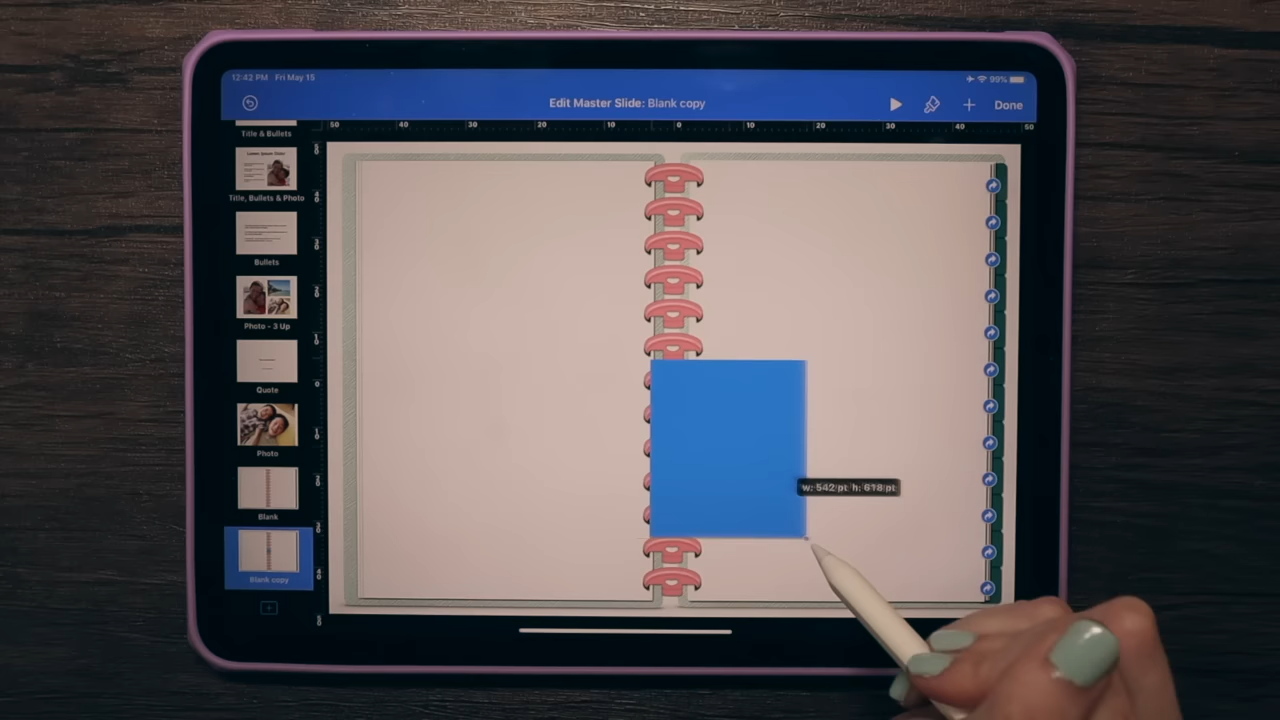 12:42 PM Fri May 15
99%
Edit Master Slide: Blank copy
Done
50 40 30 20 10 0 10 20 30 40 50
Title & Bullets
Title, Bullets & Photo
Bullets
Photo - 3 Up
Quote
Photo
Blank
Blank copy
w: 542 pt h: 618 pt